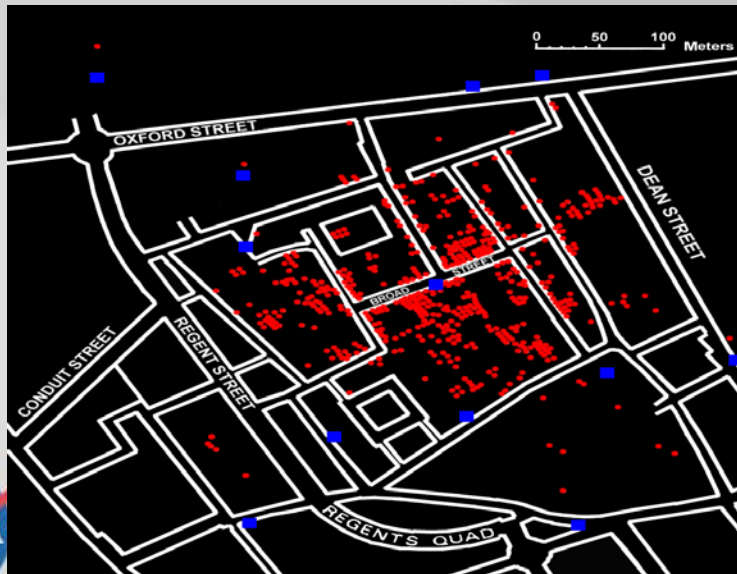 0 50 100
Meters
OXFORD STREET
DEAN STREET
BROAD STREET
CONDUIT STREET
REGENT STREET
REGENTS QUAD